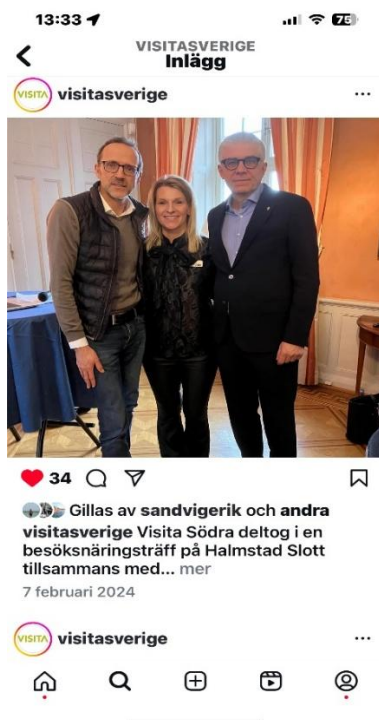 13:33
75
VISITASVERIGE
Inlägg
VISITA visitasverige
34
Gillas av sandvigerik och andra
visitasverige Visita Södra deltog i en
besöksnäringsträff på Halmstad Slott
tillsammans med... mer
7 februari 2024
VISITA visitasverige